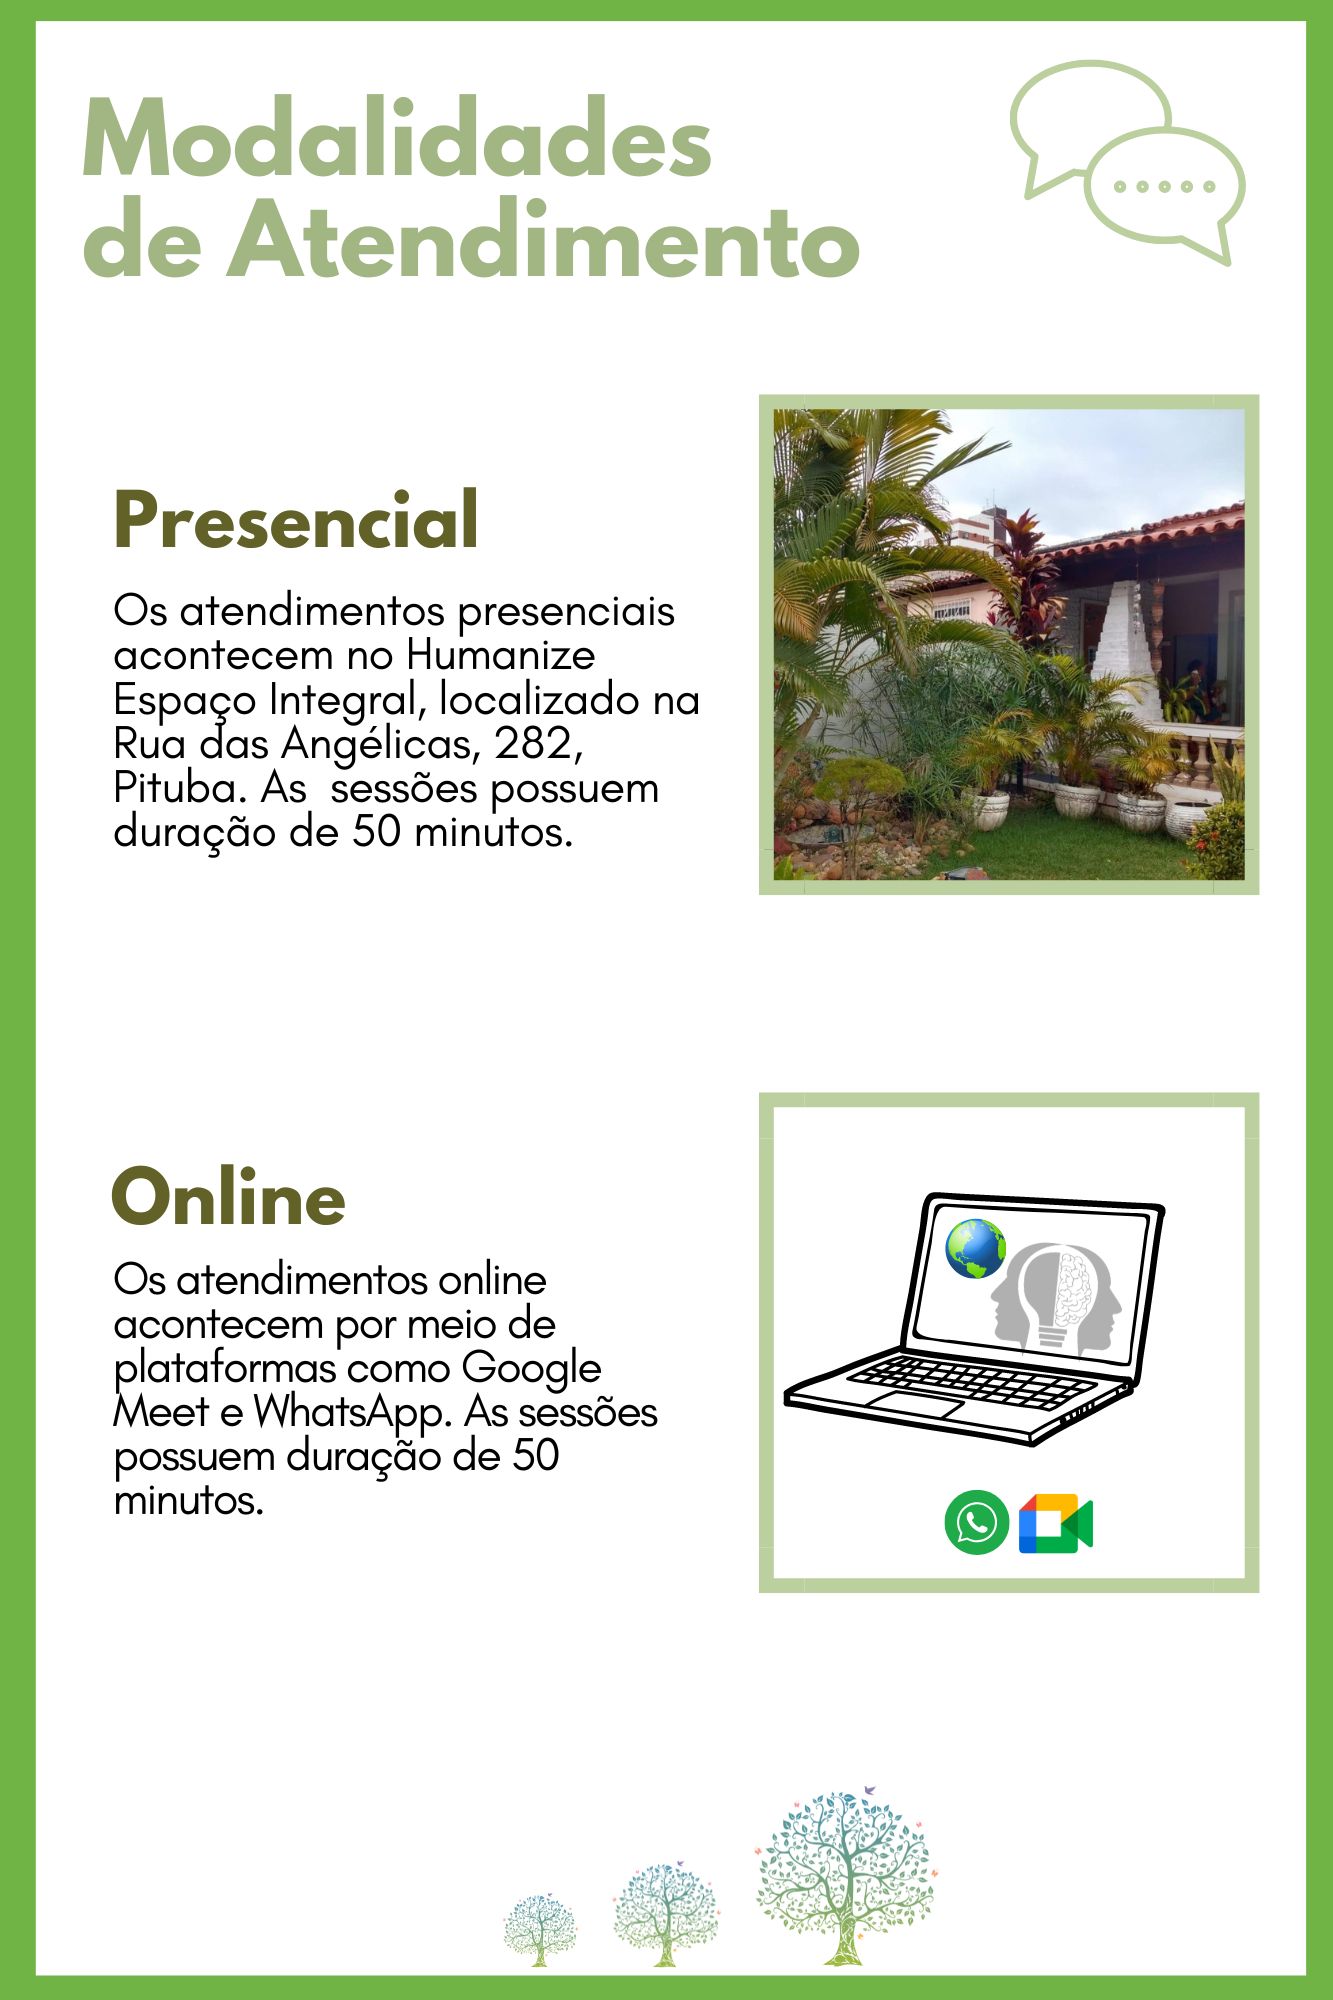 Modalidades
de Atendimento
Presencial
Os atendimentos presenciais
acontecem no Humanize
Espaço Integral, localizado na
Rua das Angélicas, 282,
Pituba. As  sessões possuem
duração de 50 minutos.
Online
Os atendimentos online
acontecem por meio de
plataformas como Google
Meet e WhatsApp. As sessões
possuem duração de 50
minutos.